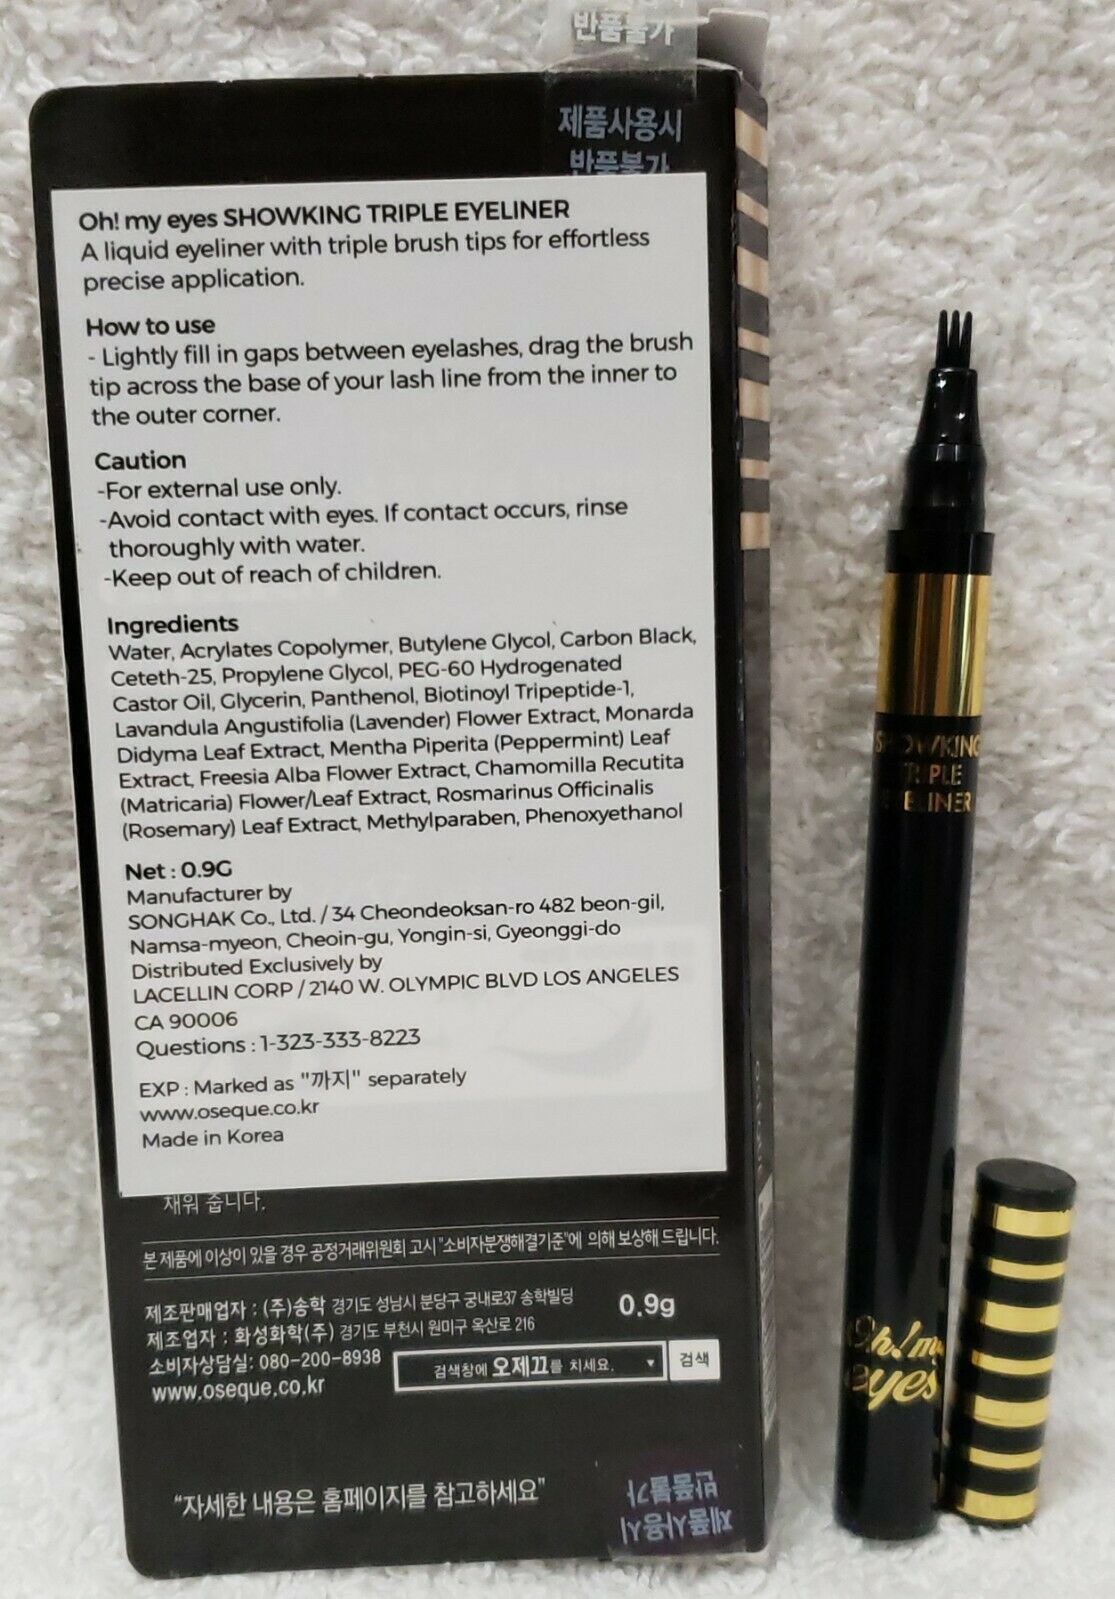 반품불가
제품사용시
반품불가
Oh! my eyes SHOWKING TRIPLE EYELINER
A liquid eyeliner with triple brush tips for effortless
precise application.
How to use
- Lightly fill in gaps between eyelashes, drag the brush
tip across the base of your lash line from the inner to
the outer corner.
Caution
-For external use only.
-Avoid contact with eyes. If contact occurs, rinse
thoroughly with water.
-Keep out of reach of children.
Ingredients
Water, Acrylates Copolymer, Butylene Glycol, Carbon Black,
Ceteth-25, Propylene Glycol, PEG-60 Hydrogenated
Castor Oil, Glycerin, Panthenol, Biotinoyl Tripeptide-1,
Lavandula Angustifolia (Lavender) Flower Extract, Monarda
Didyma Leaf Extract, Mentha Piperita (Peppermint) Leaf
Extract, Freesia Alba Flower Extract, Chamomilla Recutita
(Matricaria) Flower/Leaf Extract, Rosmarinus Officinalis
(Rosemary) Leaf Extract, Methylparaben, Phenoxyethanol
Net : 0.9G
Manufacturer by
SONGHAK Co., Ltd. / 34 Cheondeoksan-ro 482 beon-gil,
Namsa-myeon, Cheoin-gu, Yongin-si, Gyeonggi-do
Distributed Exclusively by
LACELLIN CORP / 2140 W. OLYMPIC BLVD LOS ANGELES
CA 90006
Questions : 1-323-333-8223
EXP : Marked as "까지" separately
www.oseque.co.kr
Made in Korea
채워 줍니다.
본 제품에 이상이 있을 경우 공정거래위원회 고시 "소비자분쟁해결기준"에 의해 보상해 드립니다.
제조판매업자 : (주)송학 경기도 성남시 분당구 궁내로37 송학빌딩
제조업자 : 화성화학(주) 경기도 부천시 원미구 옥산로 216
0.9g
소비자상담실: 080-200-8938
www.oseque.co.kr
검색창에 오제끄를 치세요.
검색
"자세한 내용은 홈페이지를 참고하세요"
제품사용시
반품불가
SHOWKING
TRIPLE
EYELINER
Oh! my
eyes